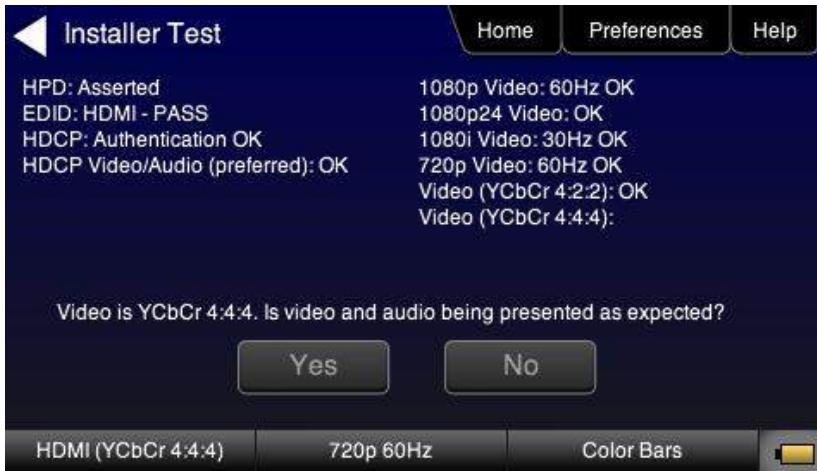 Installer Test
Home
Preferences
Help
HPD: Asserted
EDID: HDMI - PASS
HDCP: Authentication OK
HDCP Video/Audio (preferred): OK
1080p Video: 60Hz OK
1080p24 Video: OK
1080i Video: 30Hz OK
720p Video: 60Hz OK
Video (YCbCr 4:2:2): OK
Video (YCbCr 4:4:4):
Video is YCbCr 4:4:4. Is video and audio being presented as expected?
Yes
No
HDMI (YCbCr 4:4:4)
720p 60Hz
Color Bars